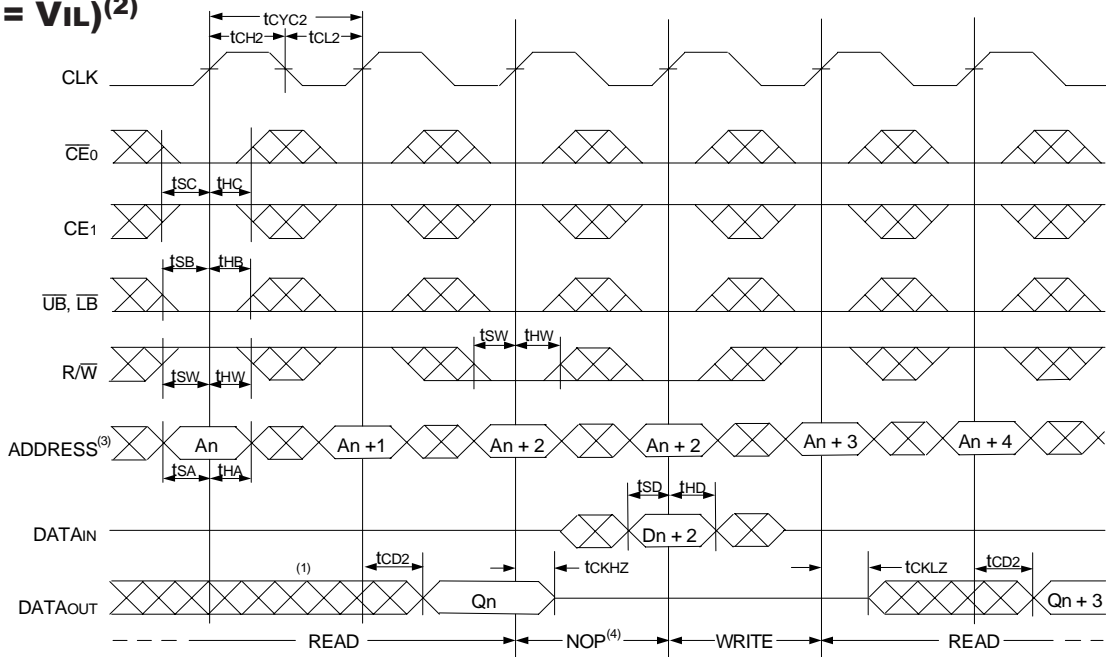 = VIL)(2)
tCYC2
tCH2 tCL2
CLK
CE0
tSC tHC
CE1
tSB tHB
UB, LB
tSW tHW
R/W
tSW tHW
ADDRESS(3) An An +1 An + 2 An + 2 An + 3 An + 4
tSA tHA
tSD tHD
DATAIN Dn + 2
(1) tCD2 tCKHZ tCKLZ tCD2
DATAOUT Qn Qn + 3
READ NOP(4) WRITE READ